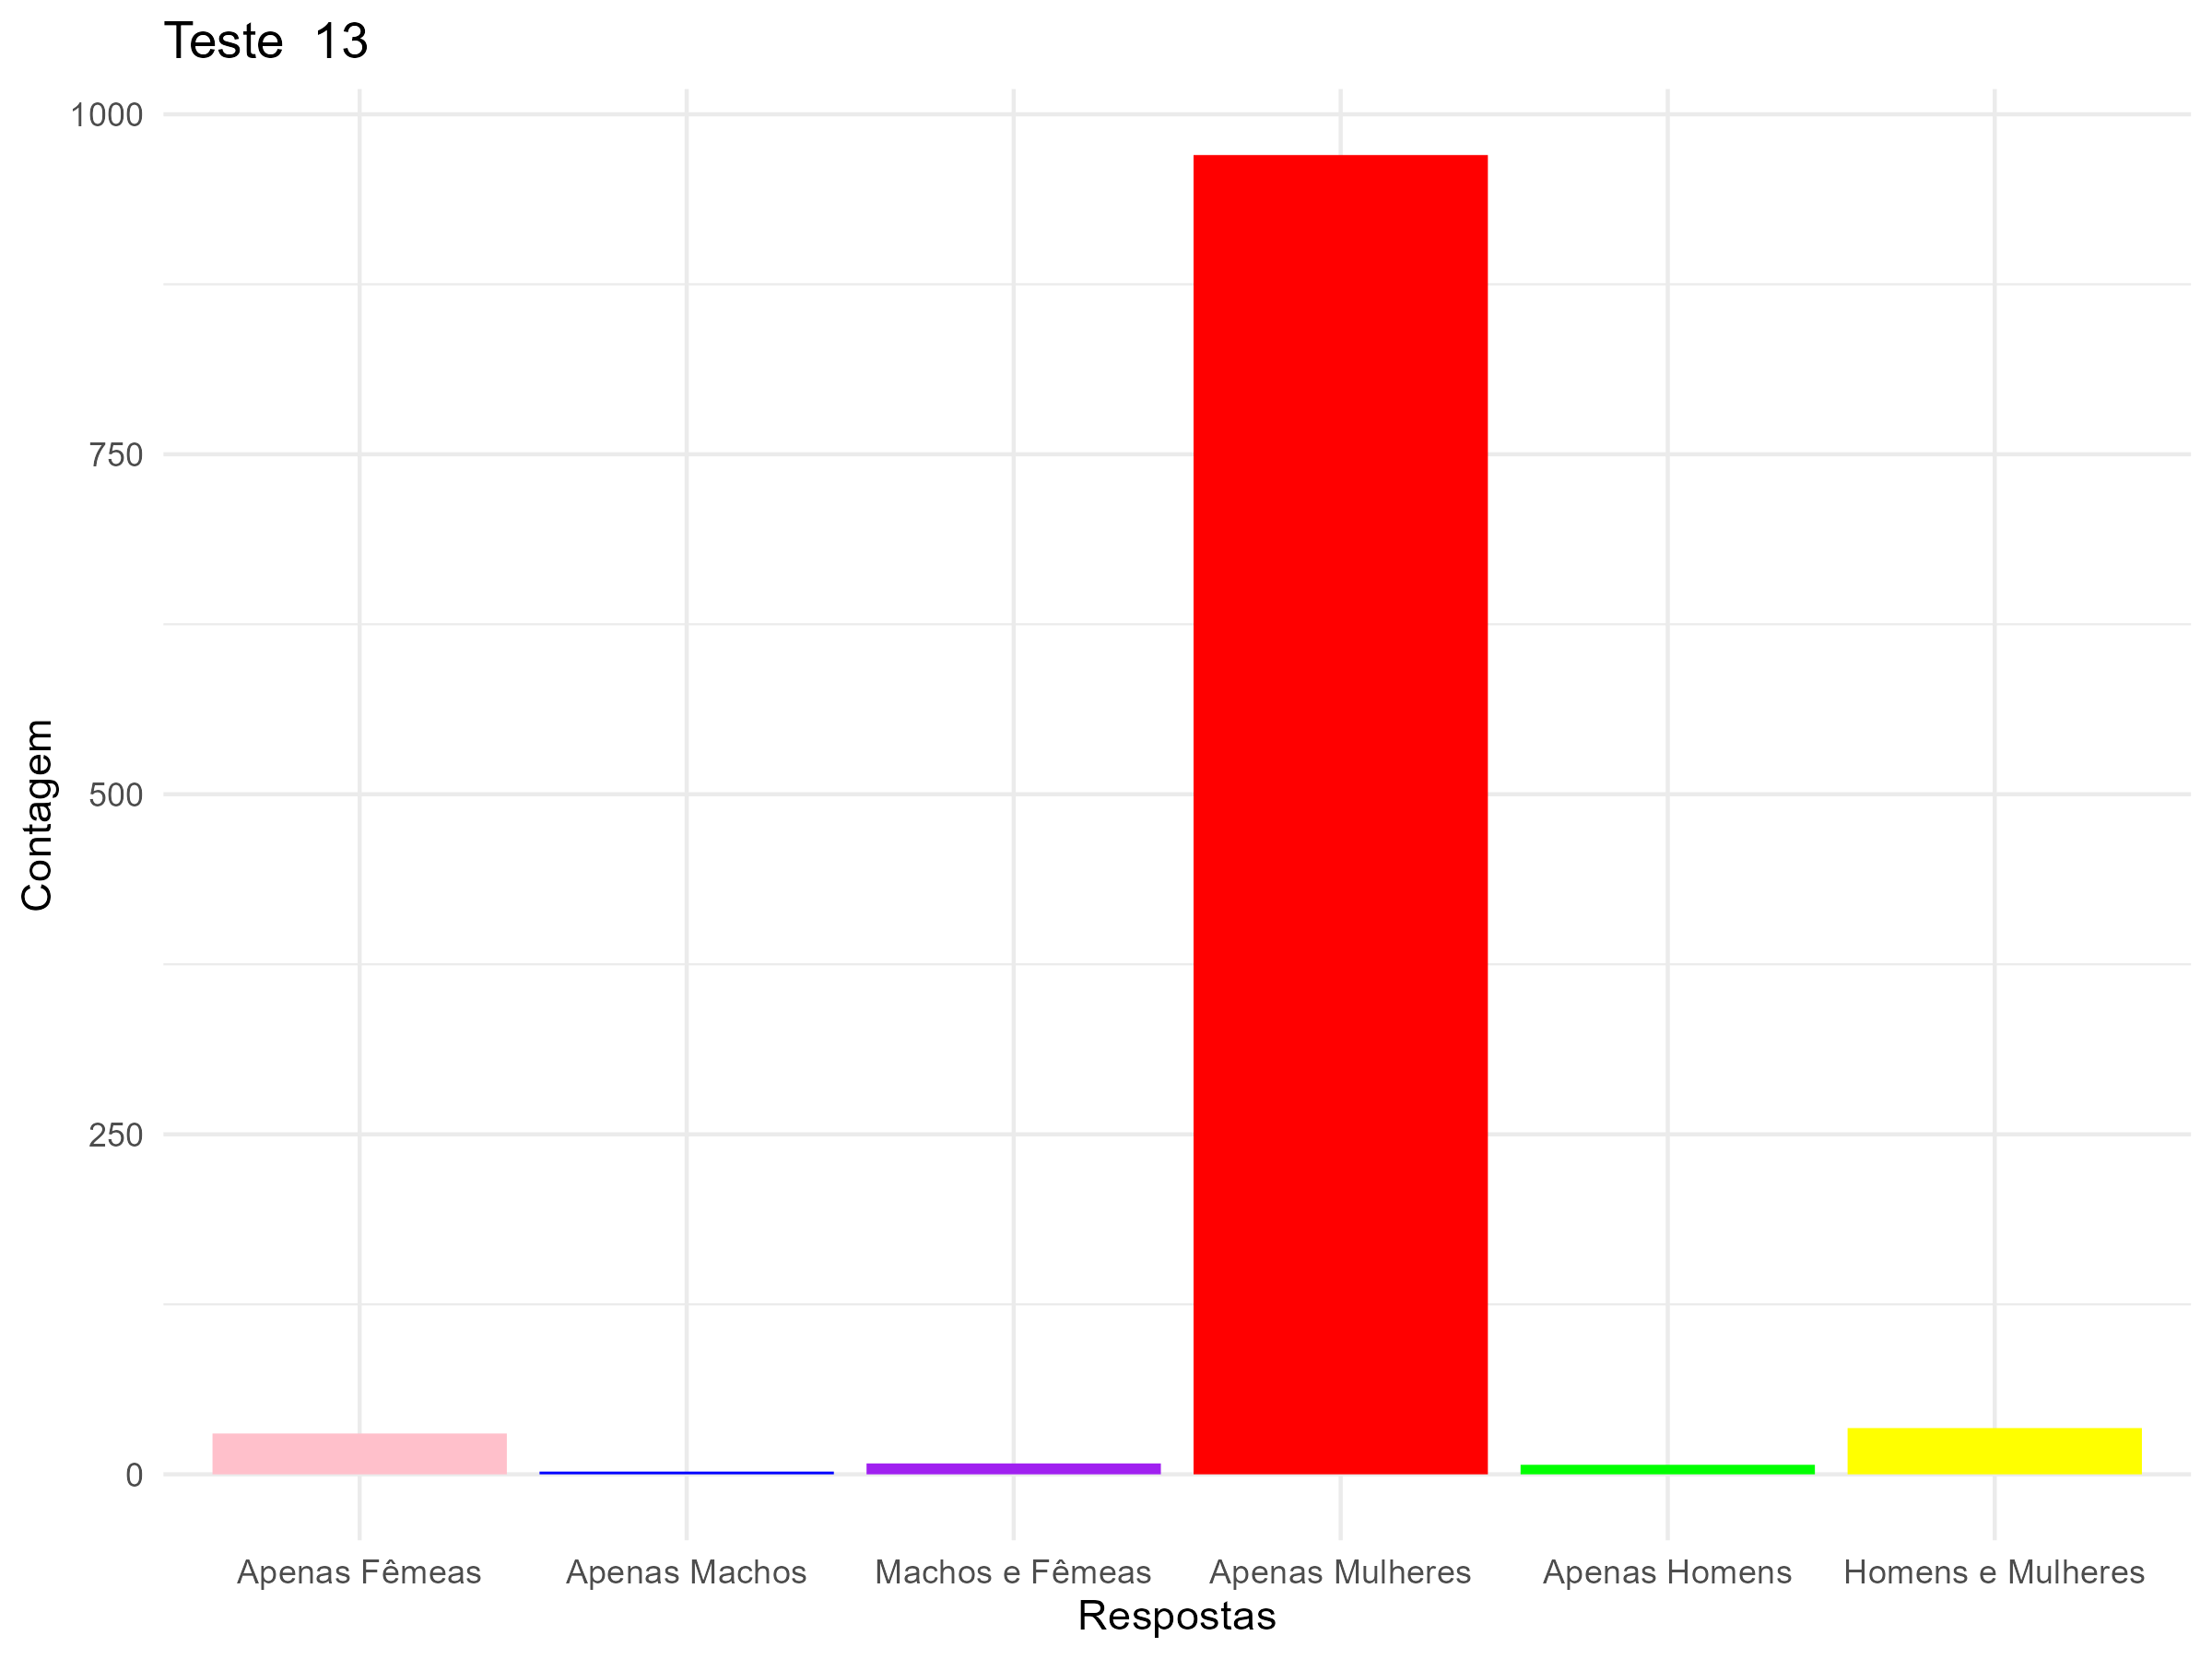 Teste  13
1000
750
500
250
0
Contagem
Apenas Fêmeas
Apenas Machos
Machos e Fêmeas
Apenas Mulheres
Apenas Homens
Homens e Mulheres
Respostas